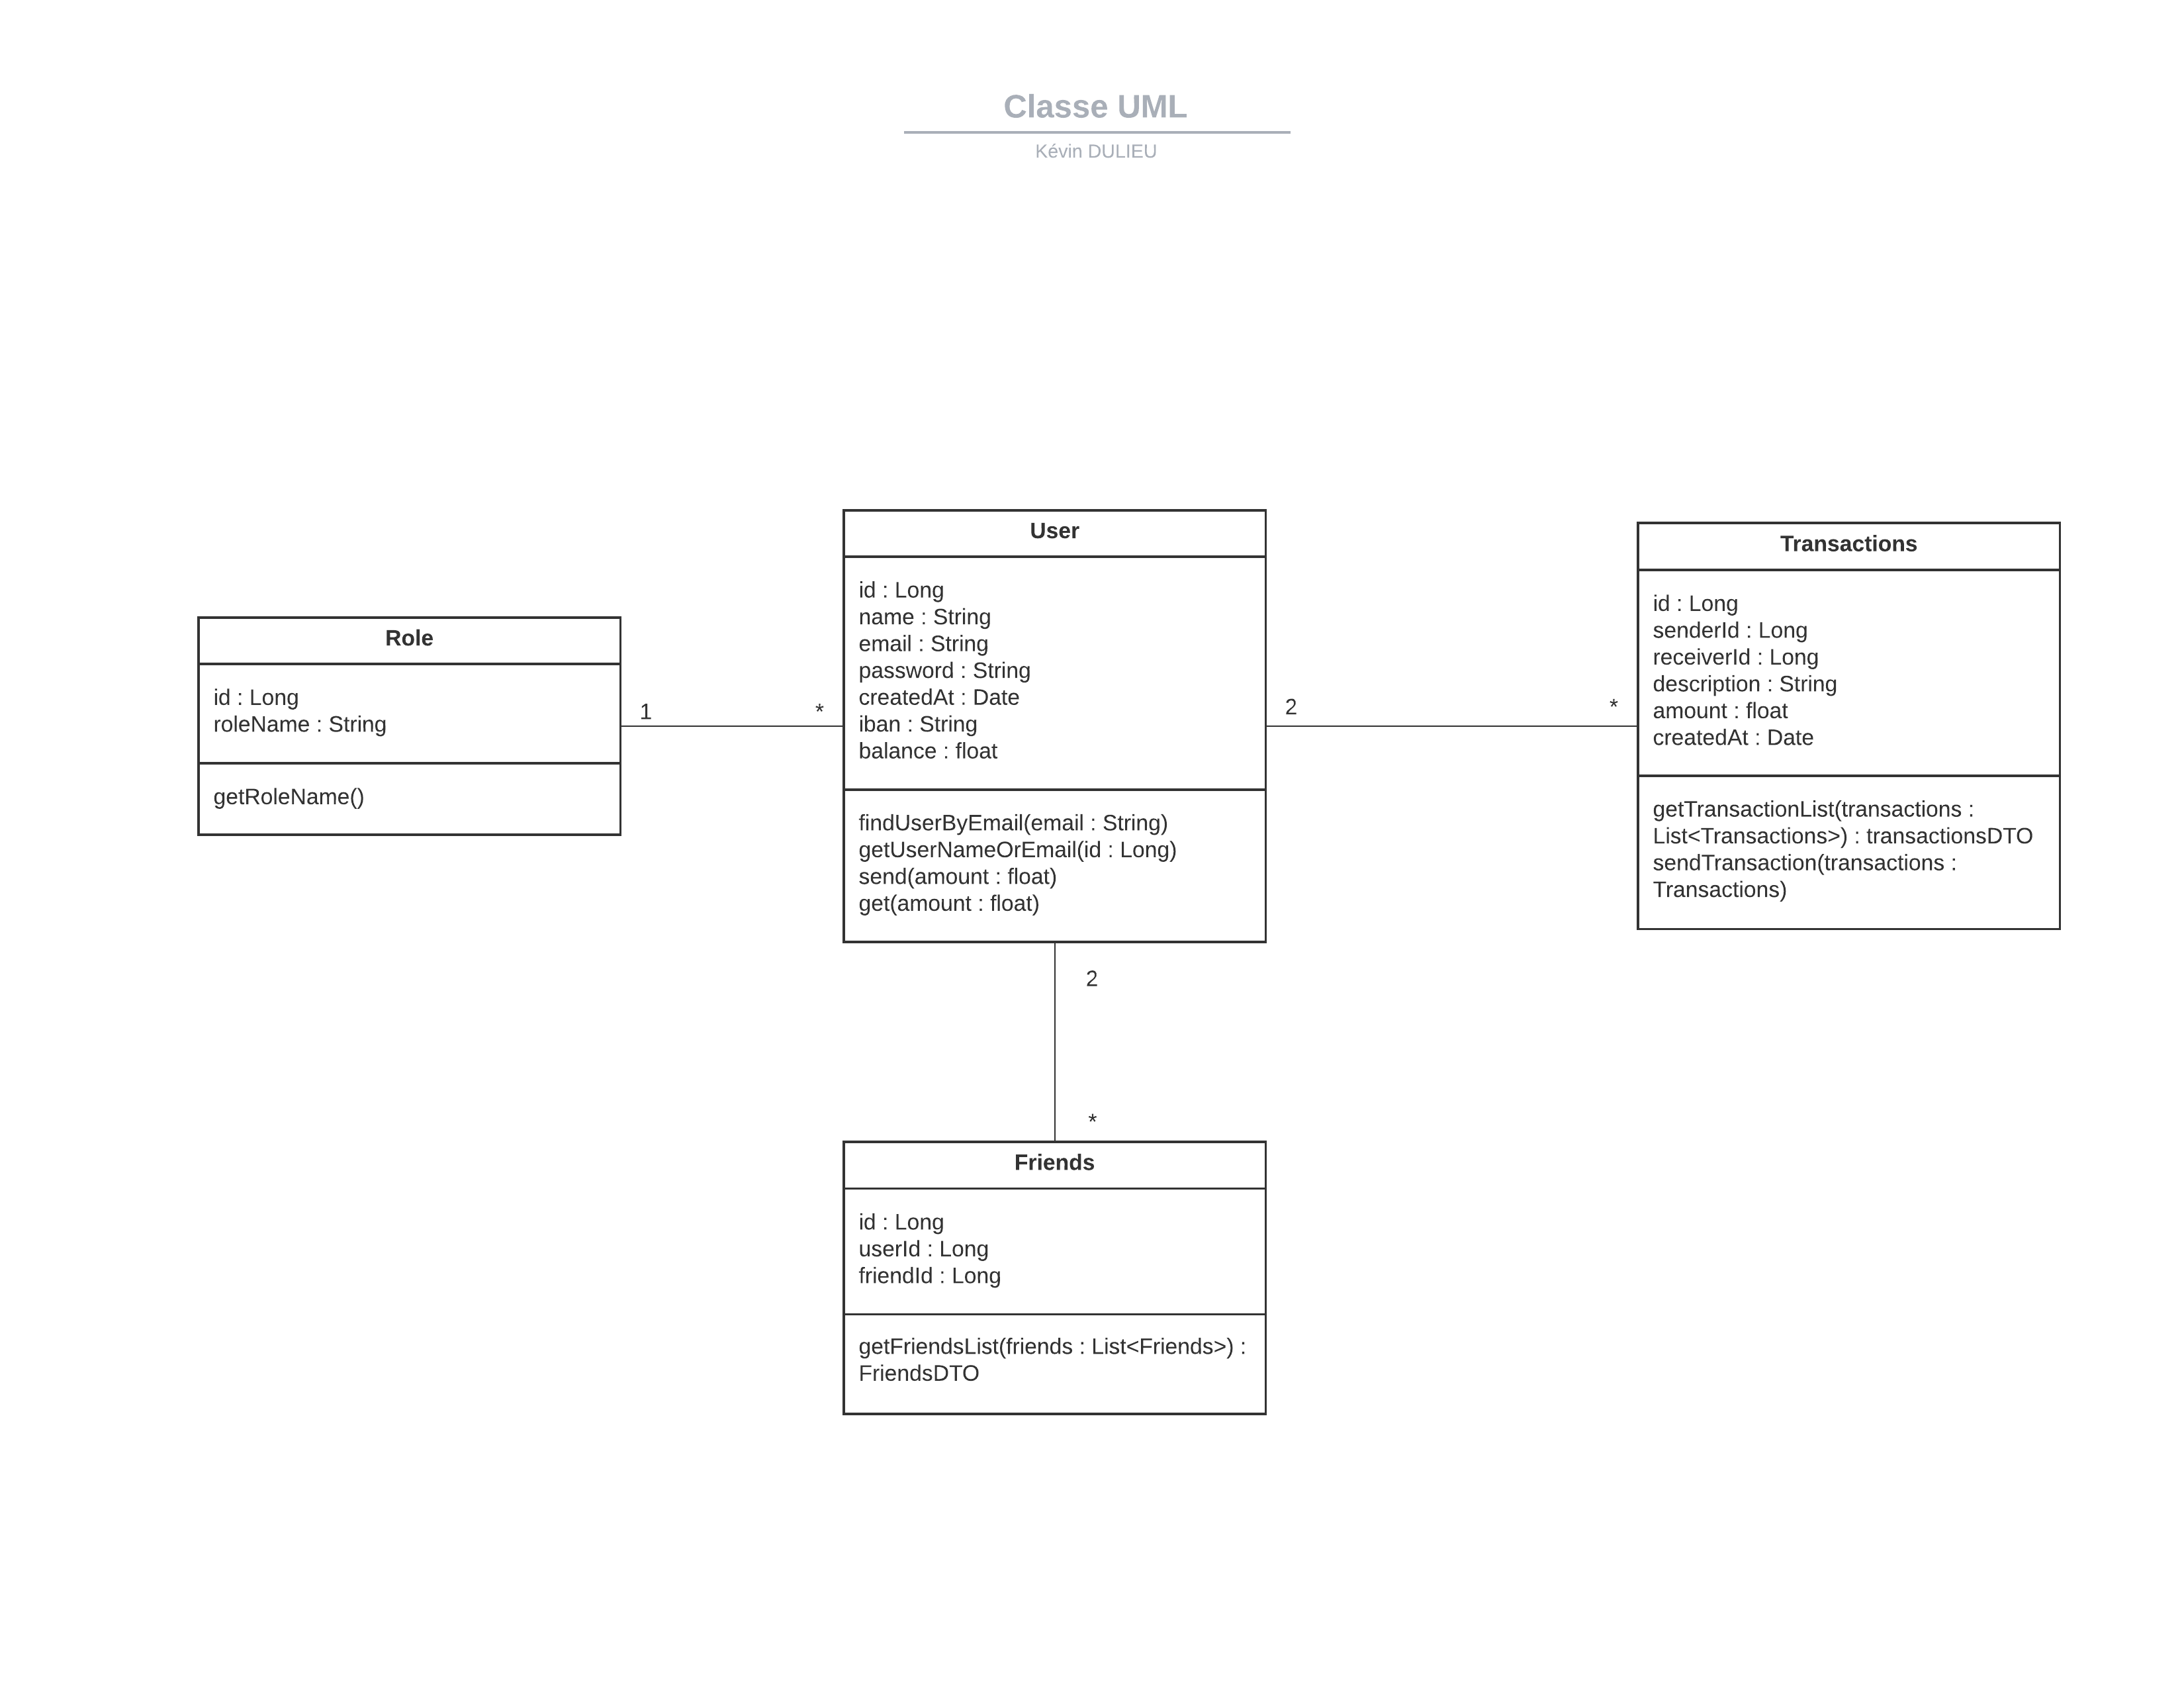 Classe UML
Kévin DULIEU
Role
id : Long
roleName : String
getRoleName()
1
*
User
id : Long
name : String
email : String
password : String
createdAt : Date
iban : String
balance : float
findUserByEmail(email : String)
getUserNameOrEmail(id : Long)
send(amount : float)
get(amount : float)
2
*
Transactions
id : Long
senderId : Long
receiverId : Long
description : String
amount : float
createdAt : Date
getTransactionList(transactions :
List<Transactions>) : transactionsDTO
sendTransaction(transactions :
Transactions)
2
*
Friends
id : Long
userId : Long
friendId : Long
getFriendsList(friends : List<Friends>) :
FriendsDTO